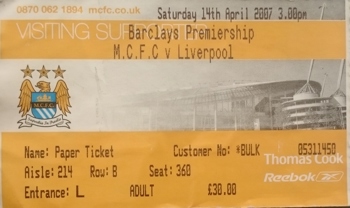 0870 062 1894 mcfc.co.uk Saturday 14th April 2007 3.00pm
VISITING
Barclays Premiership
M.C.F.C v Liverpool
M.C.F.C
Name: Paper Ticket Customer No: *BULK 05311450
Thomas Cook
Aisle: 214 Row: B Seat: 360
Reebok
Entrance: L ADULT £30.00